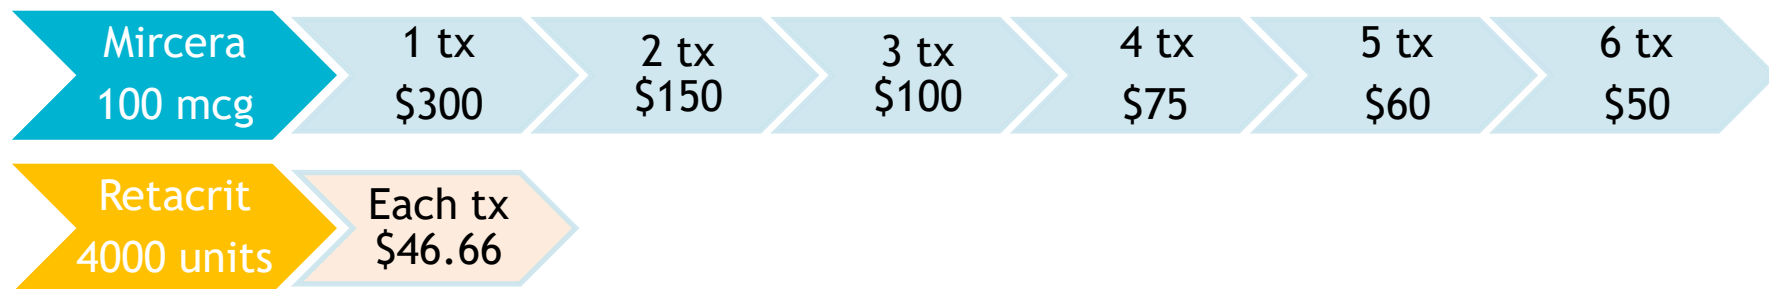 Mircera
100 mcg
1 tx
$300
2 tx
$150
3 tx
$100
4 tx
$75
5 tx
$60
6 tx
$50
Retacrit
4000 units
Each tx
$46.66